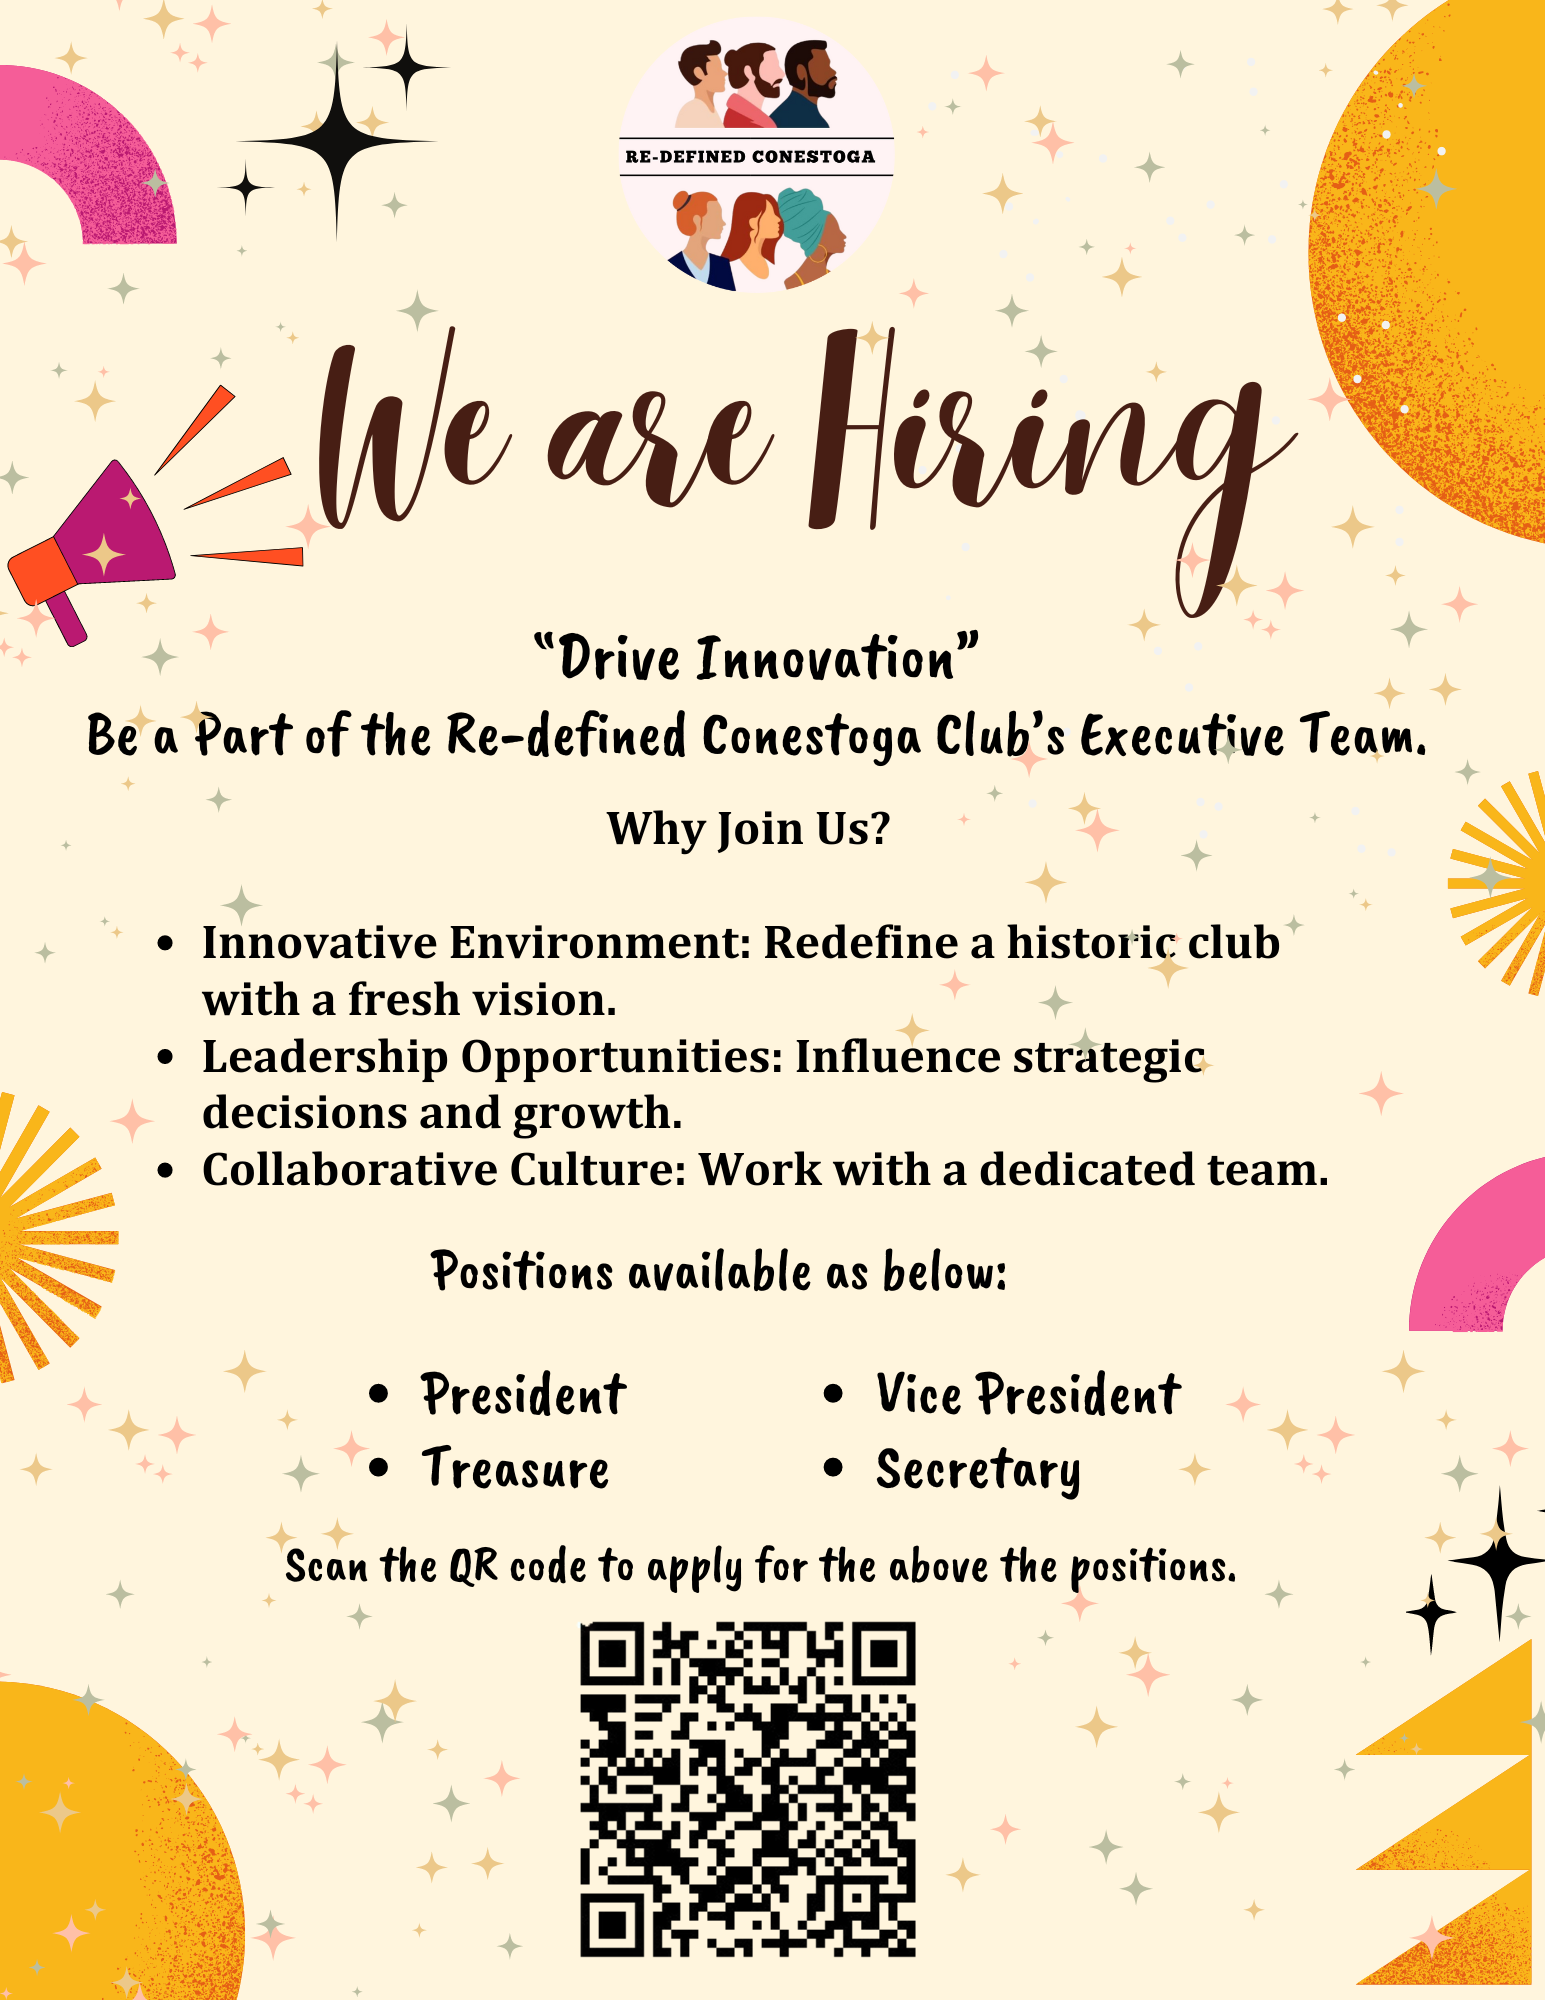 RE-DEFINED CONESTOGA
We are Hiring
“Drive Innovation”
Be a Part of the Re-defined Conestoga Club’s Executive Team.
Why Join Us?
• Innovative Environment: Redefine a historic club
with a fresh vision.
• Leadership Opportunities: Influence strategic
decisions and growth.
• Collaborative Culture: Work with a dedicated team.
Positions available as below:
• President
• Treasure
• Vice President
• Secretary
Scan the QR code to apply for the above the positions.